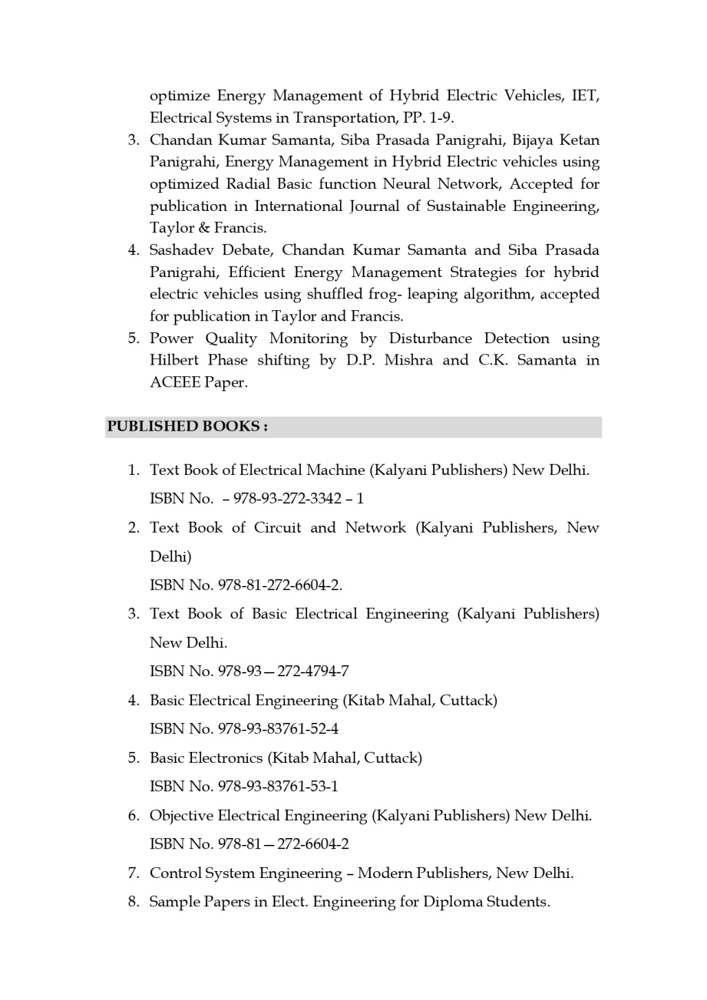 optimize Energy Management of Hybrid Electric Vehicles, IET,
Electrical Systems in Transportation, PP. 1-9.
3. Chandan Kumar Samanta, Siba Prasada Panigrahi, Bijaya Ketan
Panigrahi, Energy Management in Hybrid Electric vehicles using
optimized Radial Basic function Neural Network, Accepted for
publication in International Journal of Sustainable Engineering,
Taylor & Francis.
4. Sashadev Debate, Chandan Kumar Samanta and Siba Prasada
Panigrahi, Efficient Energy Management Strategies for hybrid
electric vehicles using shuffled frog- leaping algorithm, accepted
for publication in Taylor and Francis.
5. Power Quality Monitoring by Disturbance Detection using
Hilbert Phase shifting by D.P. Mishra and C.K. Samanta in
ACEEE Paper.
PUBLISHED BOOKS :
1. Text Book of Electrical Machine (Kalyani Publishers) New Delhi.
ISBN No. – 978-93-272-3342 – 1
2. Text Book of Circuit and Network (Kalyani Publishers, New
Delhi)
ISBN No. 978-81-272-6604-2.
3. Text Book of Basic Electrical Engineering (Kalyani Publishers)
New Delhi.
ISBN No. 978-93—272-4794-7
4. Basic Electrical Engineering (Kitab Mahal, Cuttack)
ISBN No. 978-93-83761-52-4
5. Basic Electronics (Kitab Mahal, Cuttack)
ISBN No. 978-93-83761-53-1
6. Objective Electrical Engineering (Kalyani Publishers) New Delhi.
ISBN No. 978-81—272-6604-2
7. Control System Engineering – Modern Publishers, New Delhi.
8. Sample Papers in Elect. Engineering for Diploma Students.